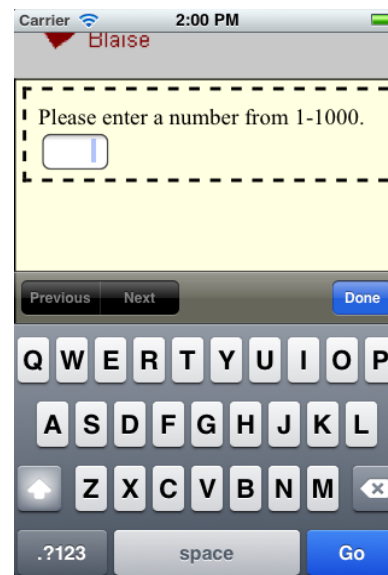 Carrier 2:00 PM
Blaise
Please enter a number from 1-1000.
Previous Next Done
Q W E R T Y U I O P
A S D F G H J K L
Z X C V B N M
.?123 space Go